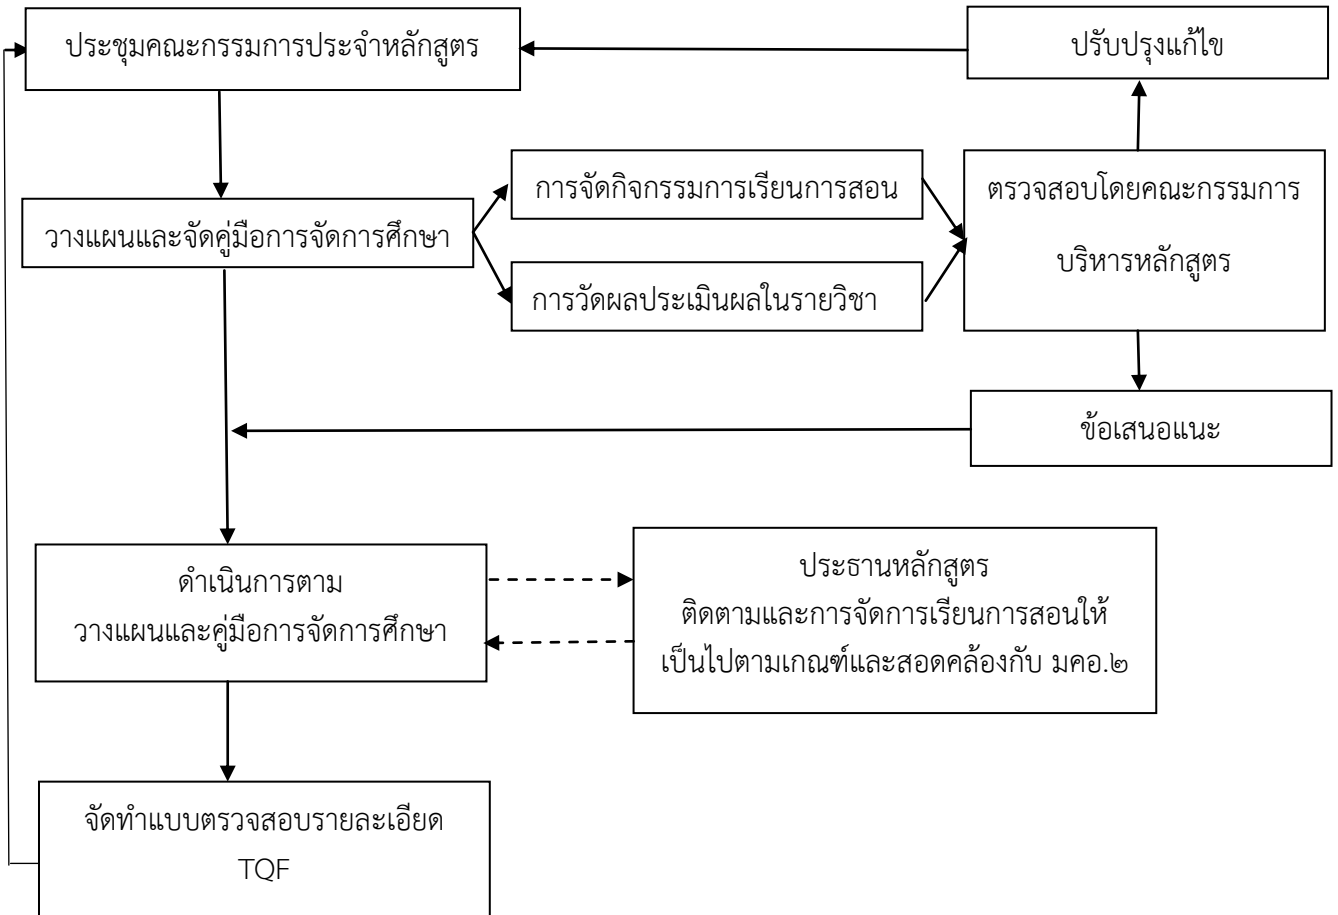 ประชุมคณะกรรมการประจำหลักสูตร
ปรับปรุงแก้ไข
การจัดกิจกรรมการเรียนการสอน
ตรวจสอบโดยคณะกรรมการ
บริหารหลักสูตร
วางแผนและจัดคู่มือการจัดการศึกษา
การวัดผลประเมินผลในรายวิชา
ข้อเสนอแนะ
ดำเนินการตาม
วางแผนและคู่มือการจัดการศึกษา
ประธานหลักสูตร
ติดตามและการจัดการเรียนการสอนให้
เป็นไปตามเกณฑ์และสอดคล้องกับ มคอ.๒
จัดทำแบบตรวจสอบรายละเอียด
TQF